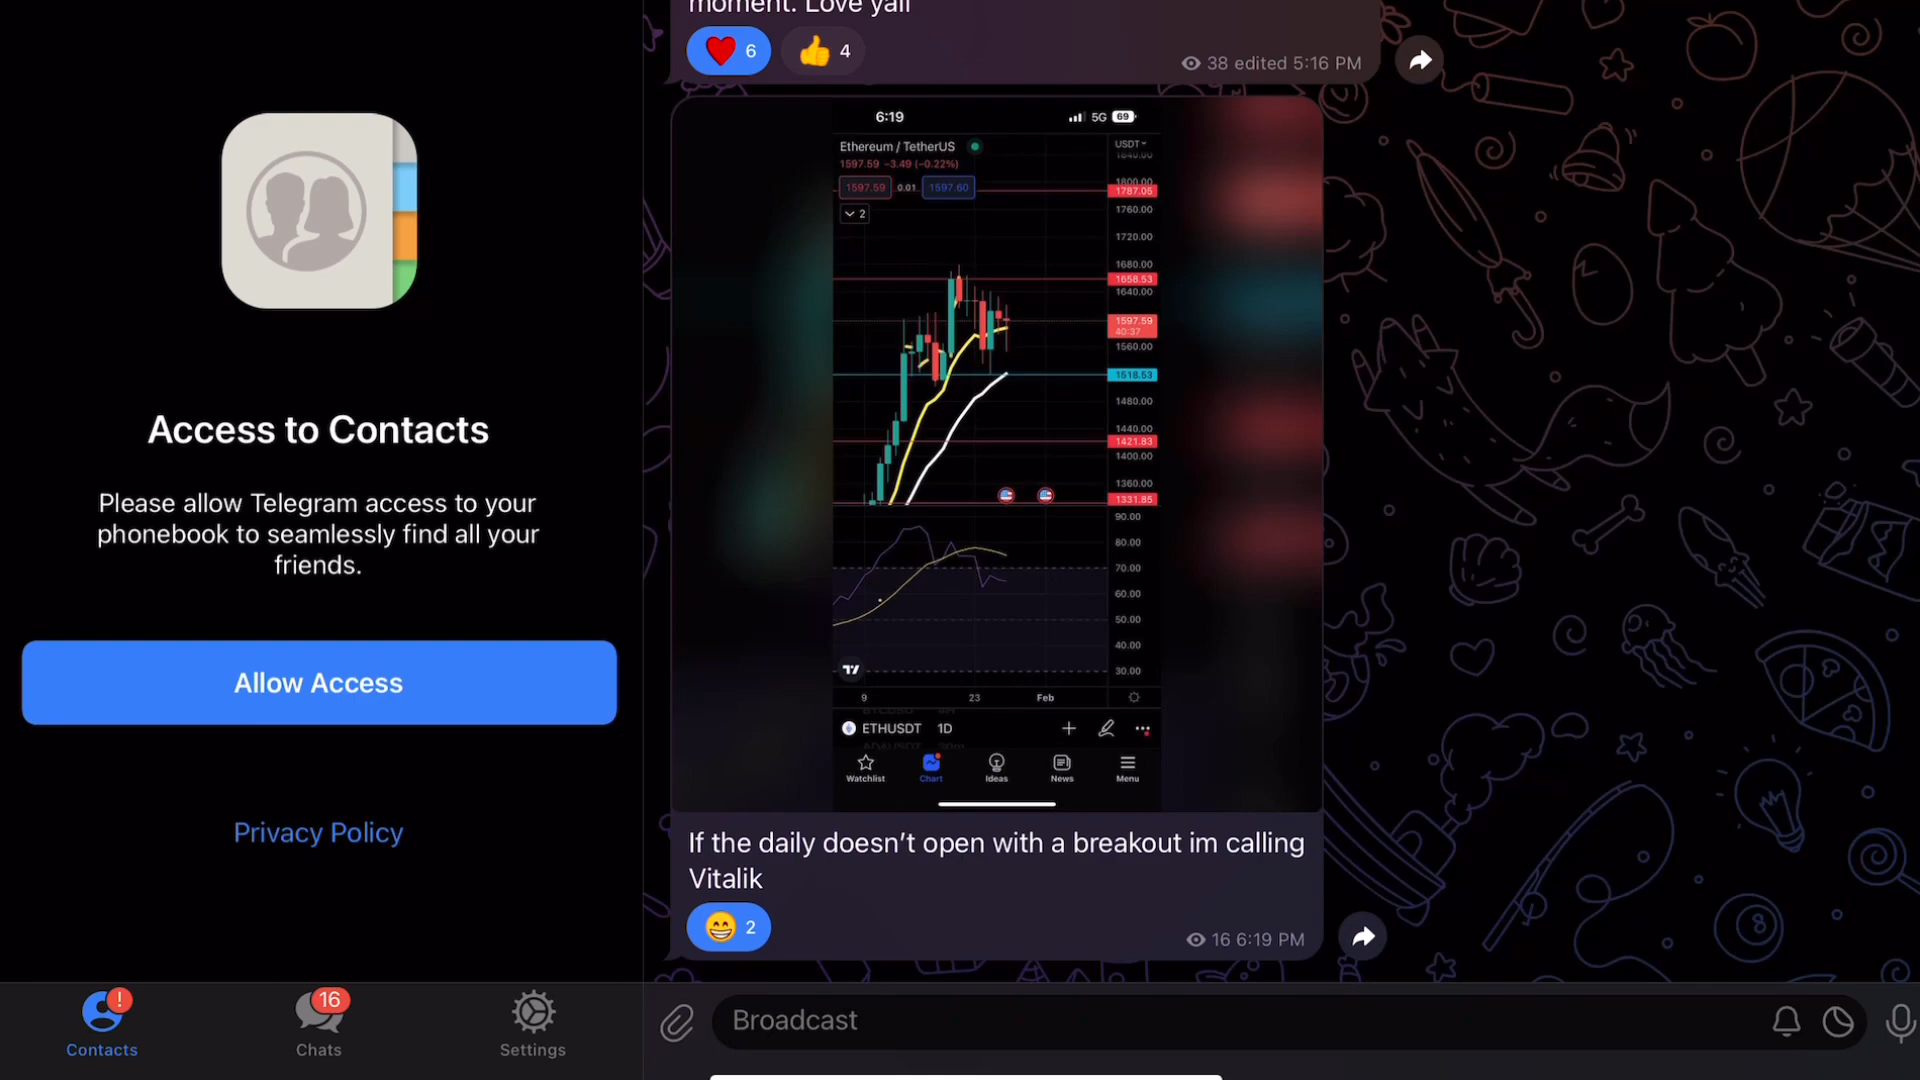 moment. Love yall
6
4
38 edited 5:16 PM
Access to Contacts
Please allow Telegram access to your
phonebook to seamlessly find all your
friends.
Allow Access
Privacy Policy
!
16
Contacts
Chats
Settings
6:19
5G 69
Ethereum / TetherUS
USDT
1597.59 −3.49 (−0.22%)
1597.59 0.01 1597.60
2
1840.00
1800.00
1787.05
1760.00
1720.00
1680.00
1658.53
1640.00
1597.59
40:37
1560.00
1518.53
1480.00
1440.00
1421.83
1400.00
1360.00
1331.85
90.00
80.00
70.00
60.00
50.00
40.00
30.00
9 23 Feb
ETHUSDT 1D
Watchlist Chart Ideas News Menu
If the daily doesn’t open with a breakout im calling
Vitalik
2
16 6:19 PM
Broadcast